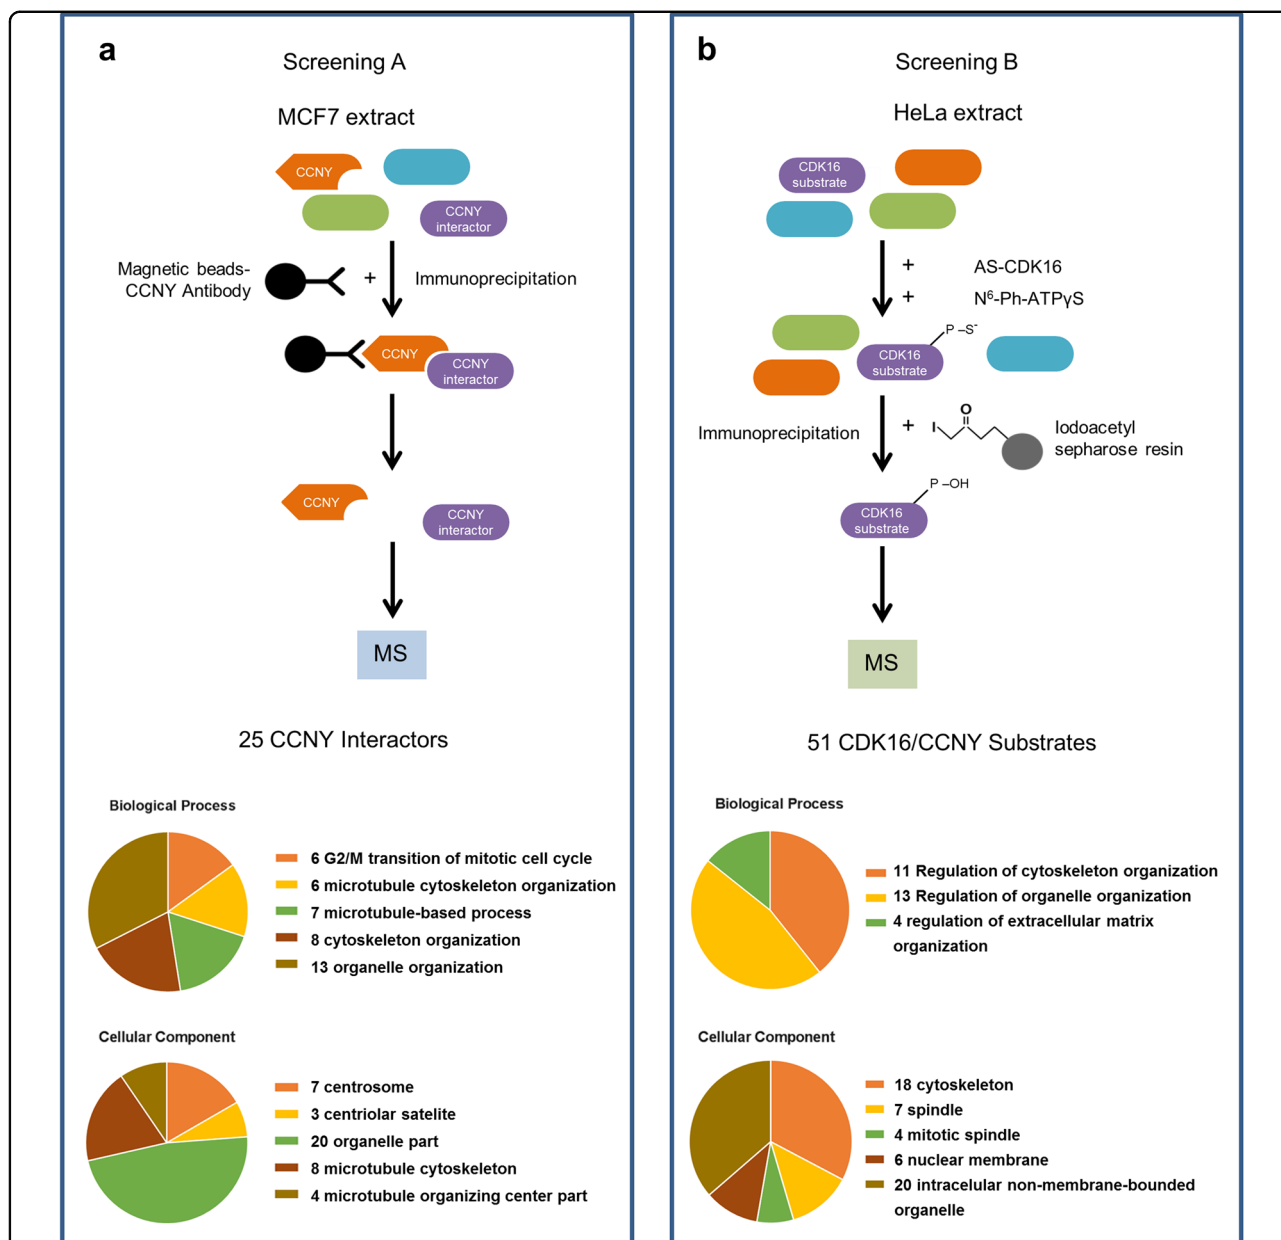 a
Screening A
MCF7 extract
CCNY
CCNY
interactor
Magnetic beads-
CCNY Antibody
+
Immunoprecipitation
CCNY
CCNY
interactor
CCNY
CCNY
interactor
MS
25 CCNY Interactors
Biological Process
6 G2/M transition of mitotic cell cycle
6 microtubule cytoskeleton organization
7 microtubule-based process
8 cytoskeleton organization
13 organelle organization
Cellular Component
7 centrosome
3 centriolar satelite
20 organelle part
8 microtubule cytoskeleton
4 microtubule organizing center part
b
Screening B
HeLa extract
CDK16
substrate
+ AS-CDK16
+ N⁶-Ph-ATPγS
P –S⁻
CDK16
substrate
Immunoprecipitation
+
I
O
Iodoacetyl
sepharose resin
P –OH
CDK16
substrate
MS
51 CDK16/CCNY Substrates
Biological Process
11 Regulation of cytoskeleton organization
13 Regulation of organelle organization
4 regulation of extracellular matrix
organization
Cellular Component
18 cytoskeleton
7 spindle
4 mitotic spindle
6 nuclear membrane
20 intracelular non-membrane-bounded
organelle